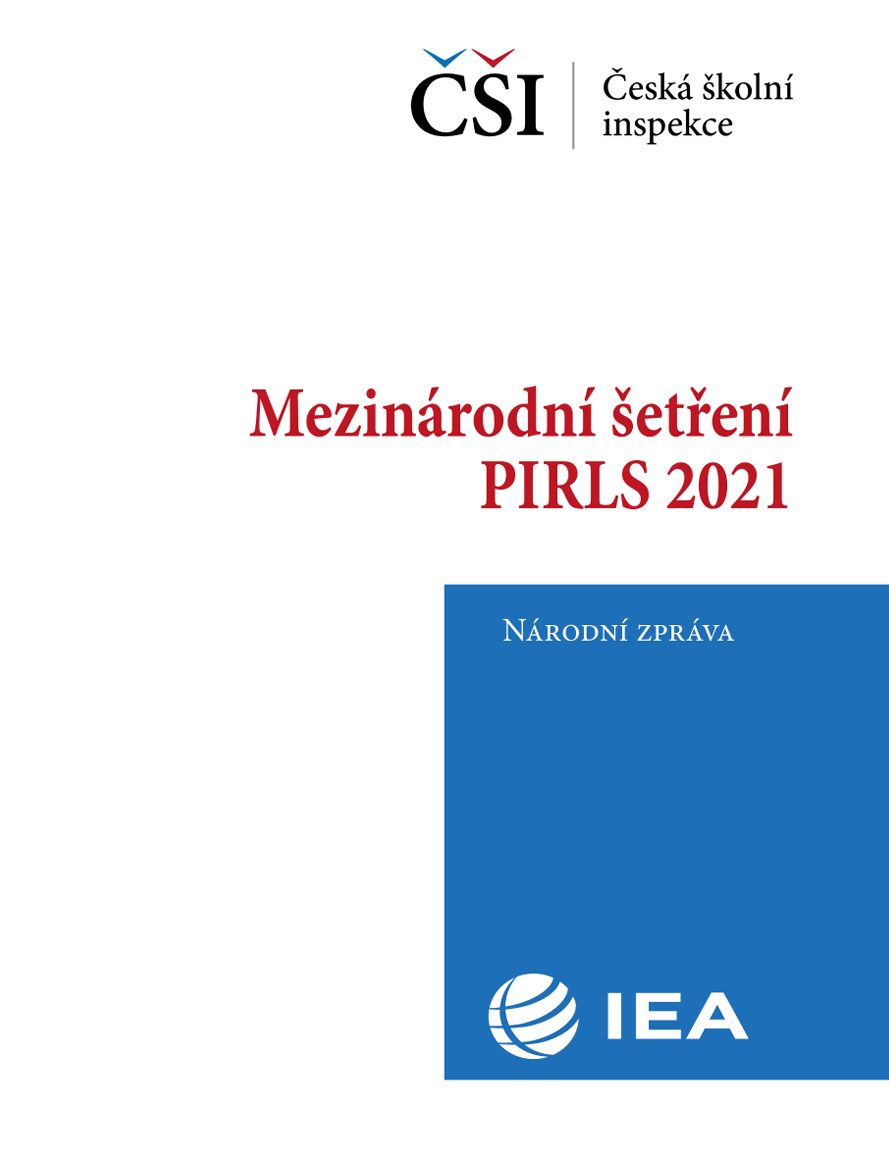 ČŠI
Česká školní
inspekce
Mezinárodní šetření
PIRLS 2021
Národní zpráva
IEA